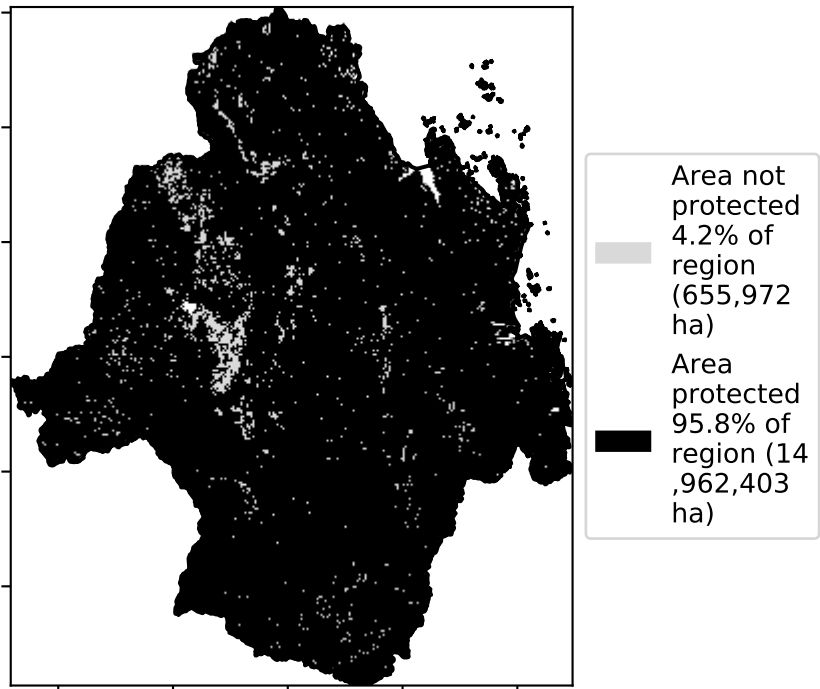 Area not
protected
4.2% of
region
(655,972
ha)
Area
protected
95.8% of
region (14
,962,403
ha)